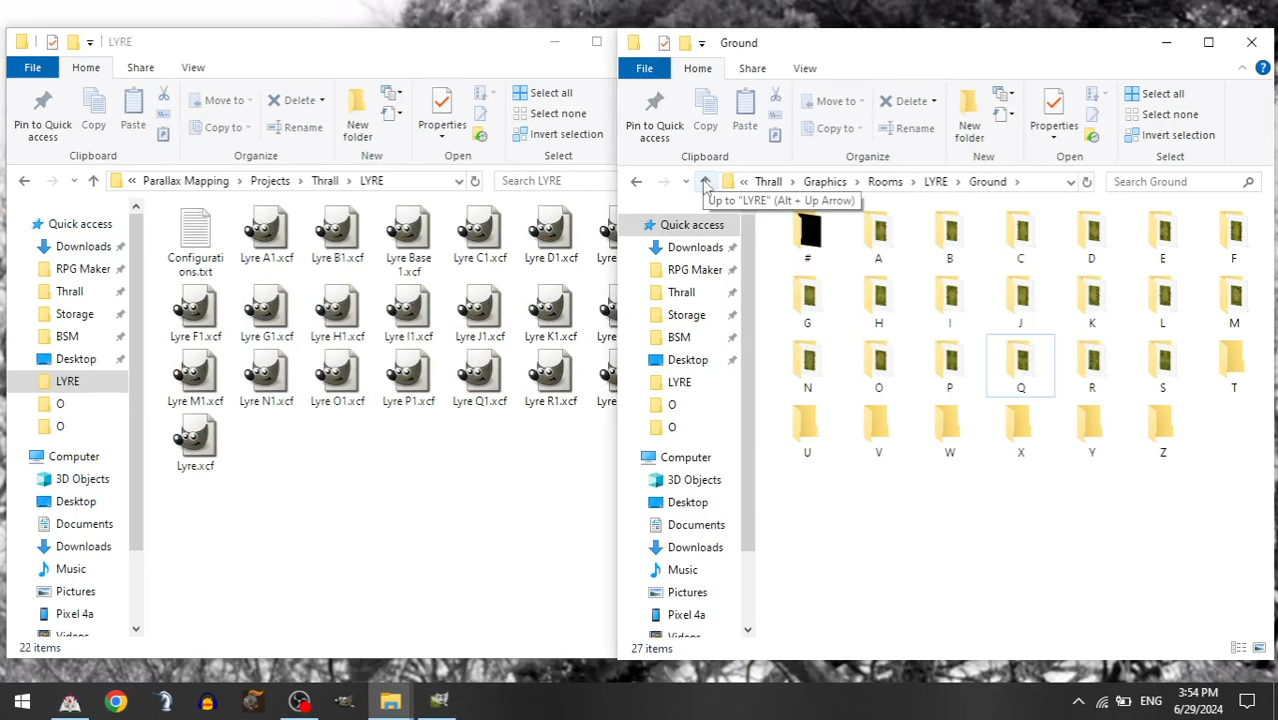 LYRE
File Home Share View
Pin to Quick access
Copy
Paste
Clipboard
Move to
Copy to
Delete
Rename
Organize
New folder
New
Properties
Open
Select all
Select none
Invert selection
Select
« Parallax Mapping › Projects › Thrall › LYRE
Search LYRE
Quick access
Downloads
RPG Maker
Thrall
Storage
BSM
Desktop
LYRE
O
O
Computer
3D Objects
Desktop
Documents
Downloads
Music
Pictures
Pixel 4a
Videos
Configurations.txt
Lyre A1.xcf
Lyre B1.xcf
Lyre Base 1.xcf
Lyre C1.xcf
Lyre D1.xcf
Lyre F1.xcf
Lyre G1.xcf
Lyre H1.xcf
Lyre I1.xcf
Lyre J1.xcf
Lyre K1.xcf
Lyre M1.xcf
Lyre N1.xcf
Lyre O1.xcf
Lyre P1.xcf
Lyre Q1.xcf
Lyre R1.xcf
Lyre.xcf
22 items
Ground
File Home Share View
Pin to Quick access
Copy
Paste
Clipboard
Move to
Copy to
Delete
Rename
Organize
New folder
New
Properties
Open
Select all
Select none
Invert selection
Select
« Thrall › Graphics › Rooms › LYRE › Ground ›
Search Ground
Up to "LYRE" (Alt + Up Arrow)
Quick access
Downloads
RPG Maker
Thrall
Storage
BSM
Desktop
LYRE
O
O
Computer
3D Objects
Desktop
Documents
Downloads
Music
Pictures
Pixel 4a
# A B C D E F
G H I J K L M
N O P Q R S T
U V W X Y Z
27 items
ENG
3:54 PM
6/29/2024